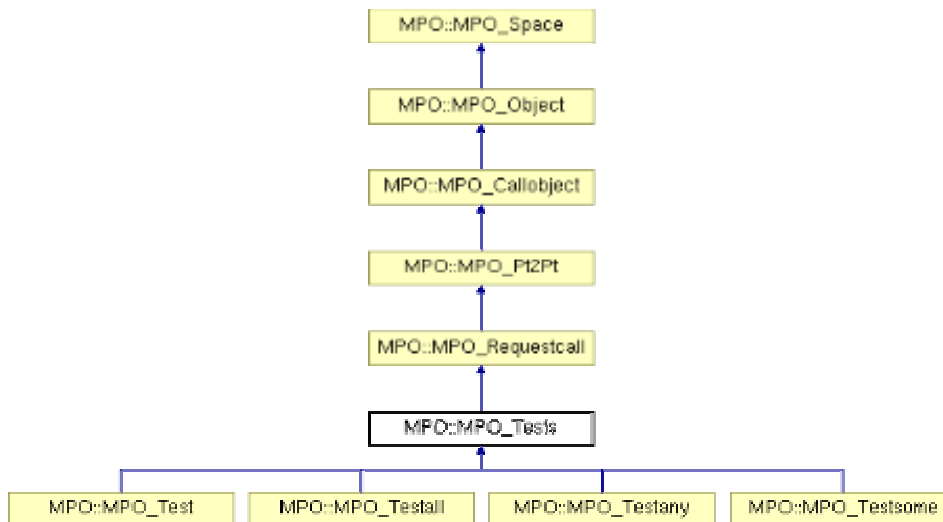 MPO::MPO_Space
MPO::MPO_Object
MPO::MPO_Callobject
MPO::MPO_Pt2Pt
MPO::MPO_Requestcall
MPO::MPO_Tests
MPO::MPO_Test MPO::MPO_Testall MPO::MPO_Testany MPO::MPO_Testsome